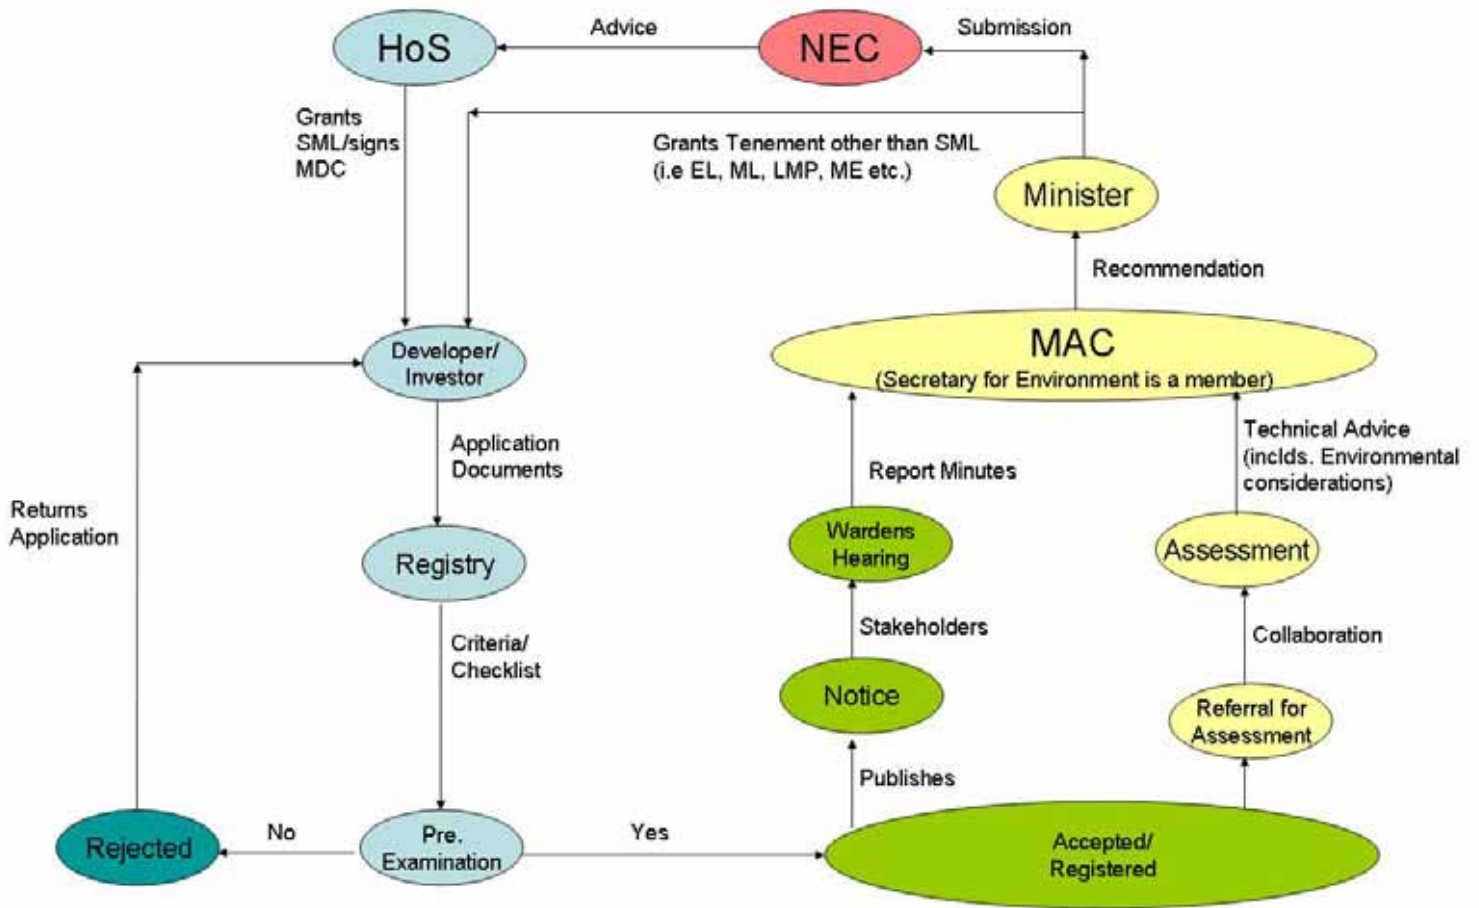 HoS
Advice
NEC
Submission
Grants
SML/signs
MDC
Grants Tenement other than SML
(i.e EL, ML, LMP, ME etc.)
Minister
Recommendation
MAC
(Secretary for Environment is a member)
Developer/
Investor
Application
Documents
Technical Advice
(inclds. Environmental
considerations)
Report Minutes
Returns
Application
Wardens
Hearing
Assessment
Registry
Stakeholders
Collaboration
Criteria/
Checklist
Notice
Referral for
Assessment
Publishes
Rejected
No
Pre.
Examination
Yes
Accepted/
Registered